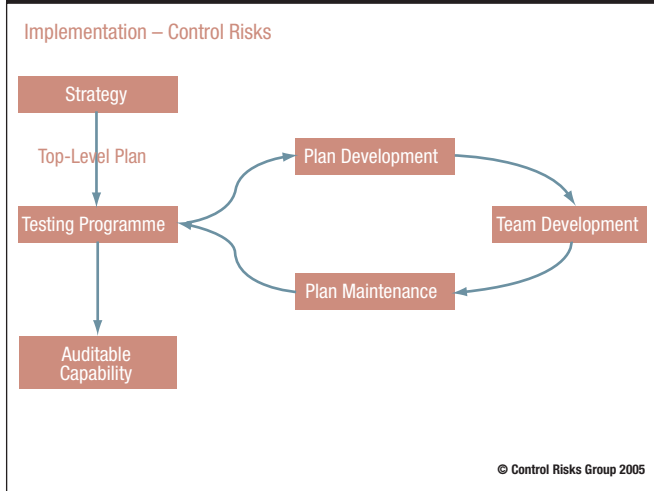 Implementation – Control Risks
Strategy
Top-Level Plan
Plan Development
Testing Programme
Team Development
Plan Maintenance
Auditable
Capability
© Control Risks Group 2005